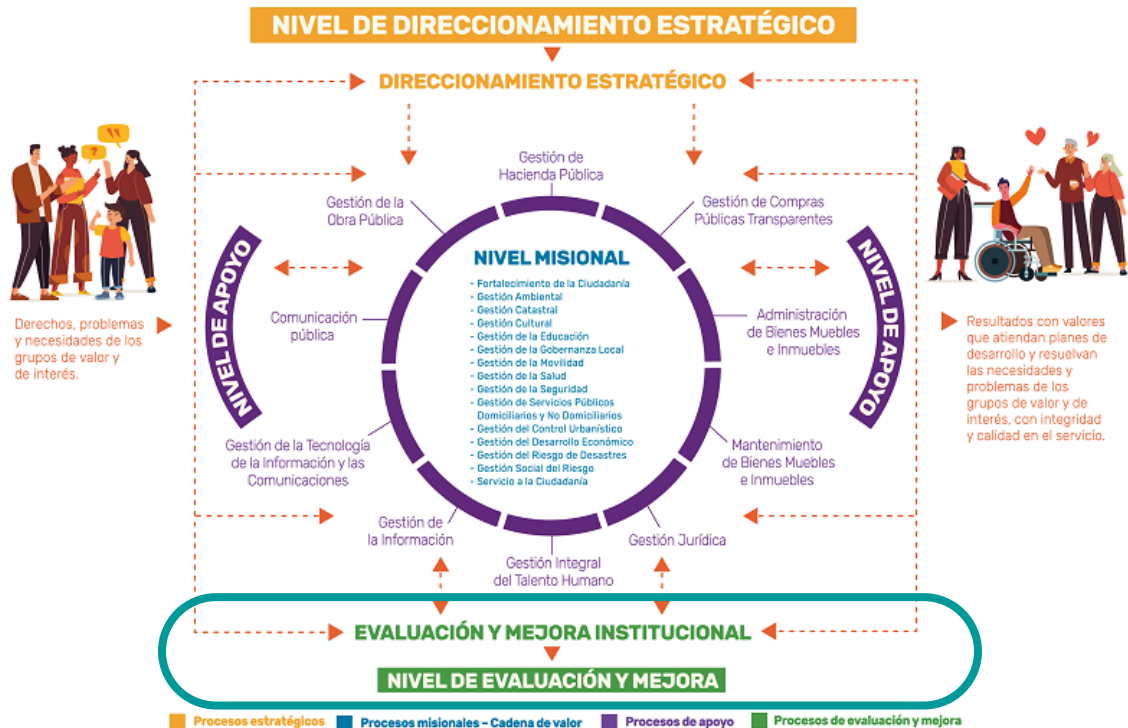 NIVEL DE DIRECCIONAMIENTO ESTRATÉGICO
DIRECCIONAMIENTO ESTRATÉGICO
?
Gestión de
Hacienda Pública
Gestión de la
Obra Pública
Gestión de Compras
Públicas Transparentes
NIVEL DE APOYO
Comunicación
pública
NIVEL MISIONAL
- Fortalecimiento de la Ciudadanía
- Gestión Ambiental
- Gestión Catastral
- Gestión Cultural
- Gestión de la Educación
- Gestión de la Gobernanza Local
- Gestión de la Movilidad
- Gestión de la Salud
- Gestión de la Seguridad
- Gestión de Servicios Públicos
Domiciliarios y No Domiciliarios
- Gestión del Control Urbanístico
- Gestión del Desarrollo Económico
- Gestión del Riesgo de Desastres
- Gestión Social del Riesgo
- Servicio a la Ciudadanía
Administración
de Bienes Muebles
e Inmuebles
NIVEL DE APOYO
Derechos, problemas
y necesidades de los
grupos de valor y
de interés.
Resultados con valores
que atiendan planes de
desarrollo y resuelvan
las necesidades y
problemas de los
grupos de valor y de
interés, con integridad
y calidad en el servicio.
Gestión de la Tecnología
de la Información y las
Comunicaciones
Mantenimiento
de Bienes Muebles
e Inmuebles
Gestión de
la Información
Gestión Integral
del Talento Humano
Gestión Jurídica
EVALUACIÓN Y MEJORA INSTITUCIONAL
NIVEL DE EVALUACIÓN Y MEJORA
Procesos estratégicos
Procesos misionales – Cadena de valor
Procesos de apoyo
Procesos de evaluación y mejora